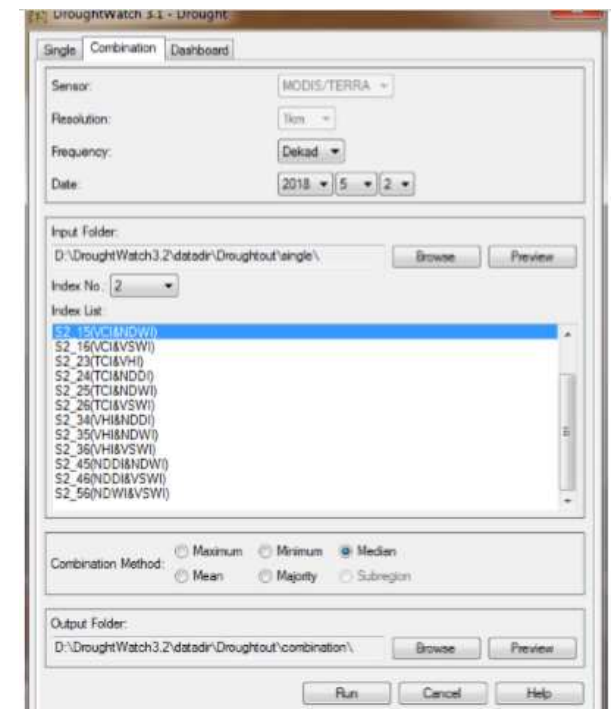 DroughtWatch 3.1 - Drought
Single Combination Dashboard
Sensor: MODIS/TERRA
Resolution: 1km
Frequency: Dekad
Date: 2018 5 2
Input Folder:
D:\DroughtWatch3.2\datadir\Droughtout\single\ Browse Preview
Index No.: 2
Index List:
S2_15(VCI&NDWI)
S2_16(VCI&VSWI)
S2_23(TCI&VHI)
S2_24(TCI&NDDI)
S2_25(TCI&NDWI)
S2_26(TCI&VSWI)
S2_34(VHI&NDDI)
S2_35(VHI&NDWI)
S2_36(VHI&VSWI)
S2_45(NDDI&NDWI)
S2_46(NDDI&VSWI)
S2_56(NDWI&VSWI)
Combination Method: Maximum Minimum Median
Mean Majority Subregion
Output Folder:
D:\DroughtWatch3.2\datadir\Droughtout\combination\ Browse Preview
Run Cancel Help